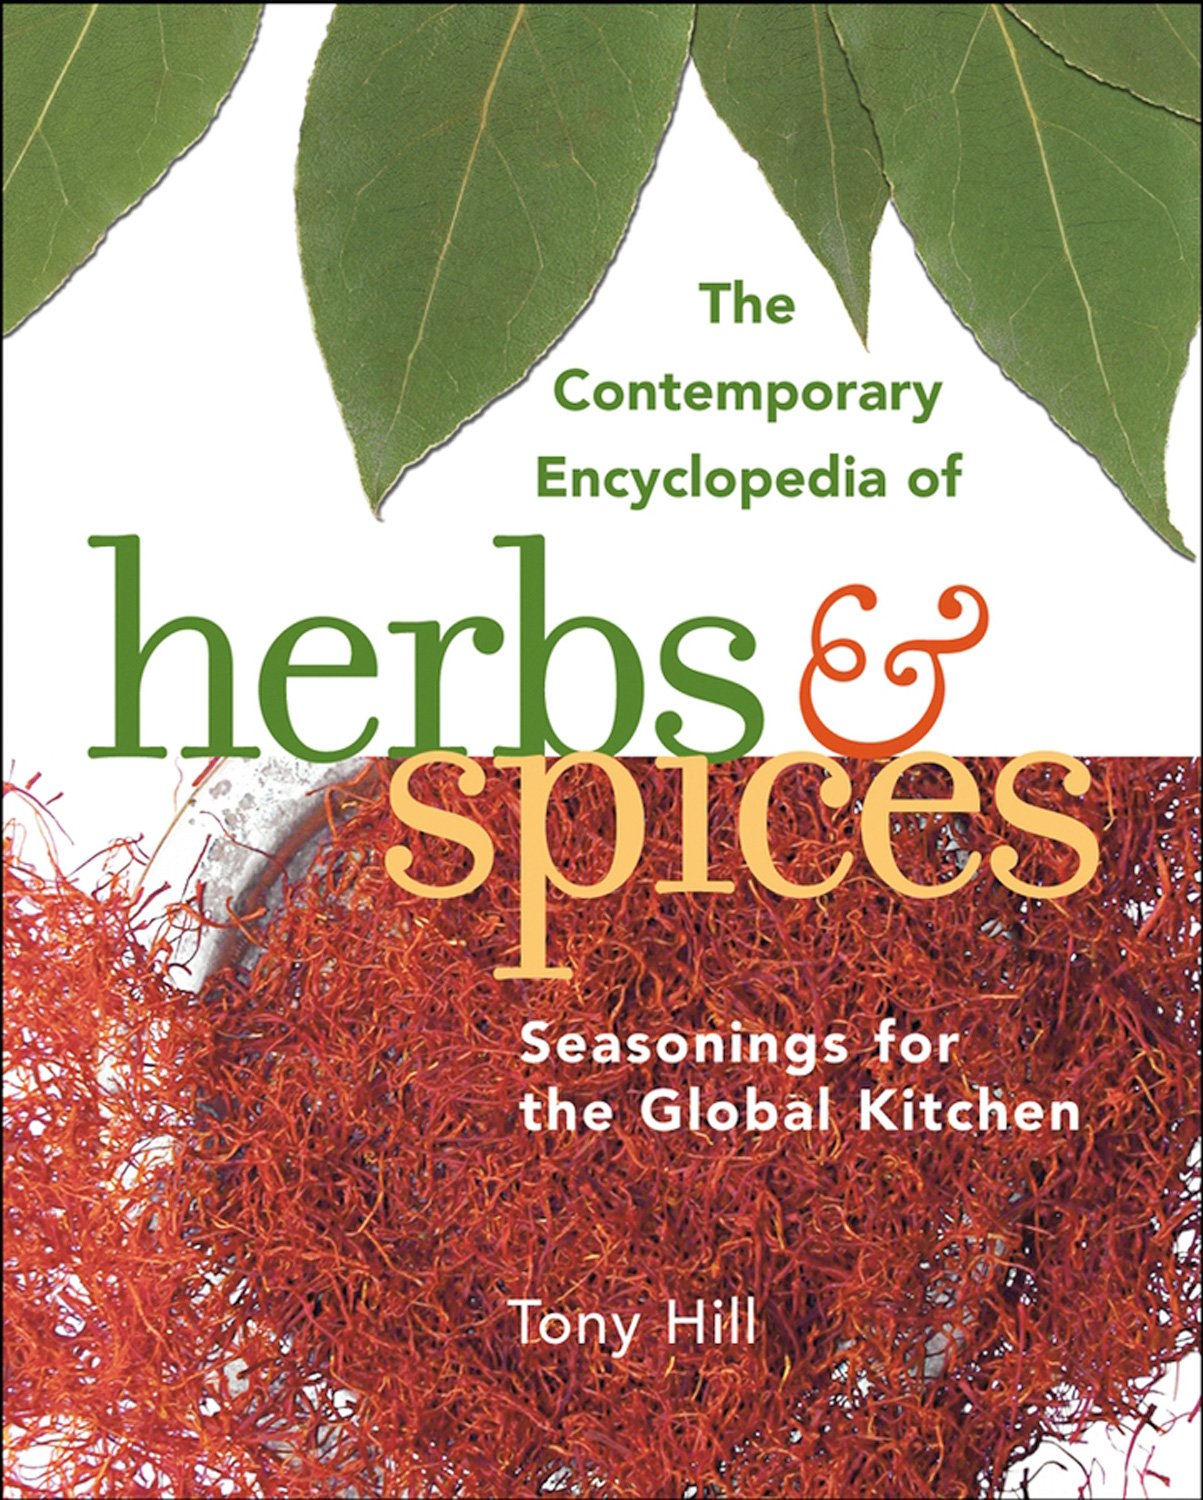 The
Contemporary
Encyclopedia of
herbs &
spices
Seasonings for
the Global Kitchen
Tony Hill